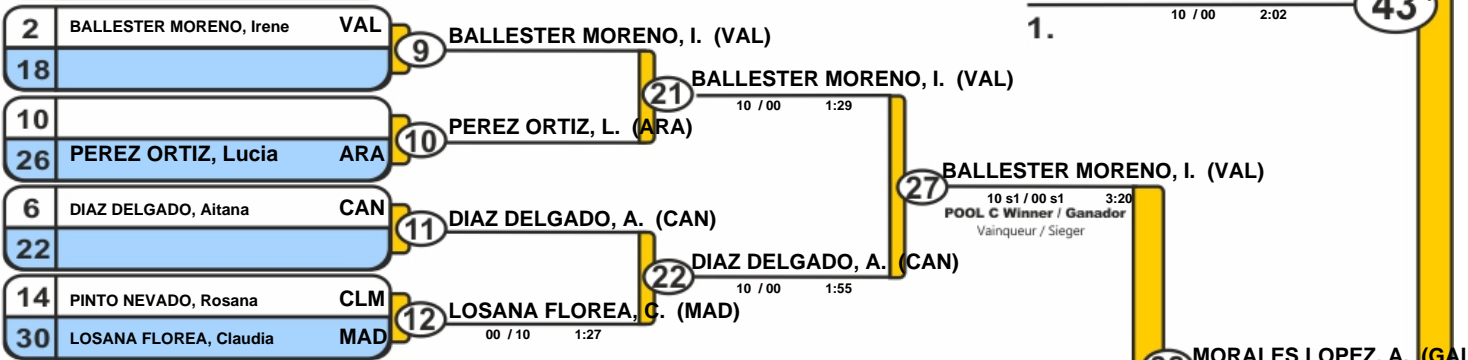 10 / 00 2:02
43
1.
2 BALLESTER MORENO, Irene VAL
18
9
BALLESTER MORENO, I. (VAL)
21
BALLESTER MORENO, I. (VAL)
10 / 00 1:29
10
26 PEREZ ORTIZ, Lucia ARA
10
PEREZ ORTIZ, L. (ARA)
27
BALLESTER MORENO, I. (VAL)
10 s1 / 00 s1 3:20
POOL C Winner / Ganador
Vainqueur / Sieger
6 DIAZ DELGADO, Aitana CAN
22
11
DIAZ DELGADO, A. (CAN)
22
DIAZ DELGADO, A. (CAN)
10 / 00 1:55
14 PINTO NEVADO, Rosana CLM
30 LOSANA FLOREA, Claudia MAD
12
LOSANA FLOREA, C. (MAD)
00 / 10 1:27
MORALES LOPEZ, A. (GAL